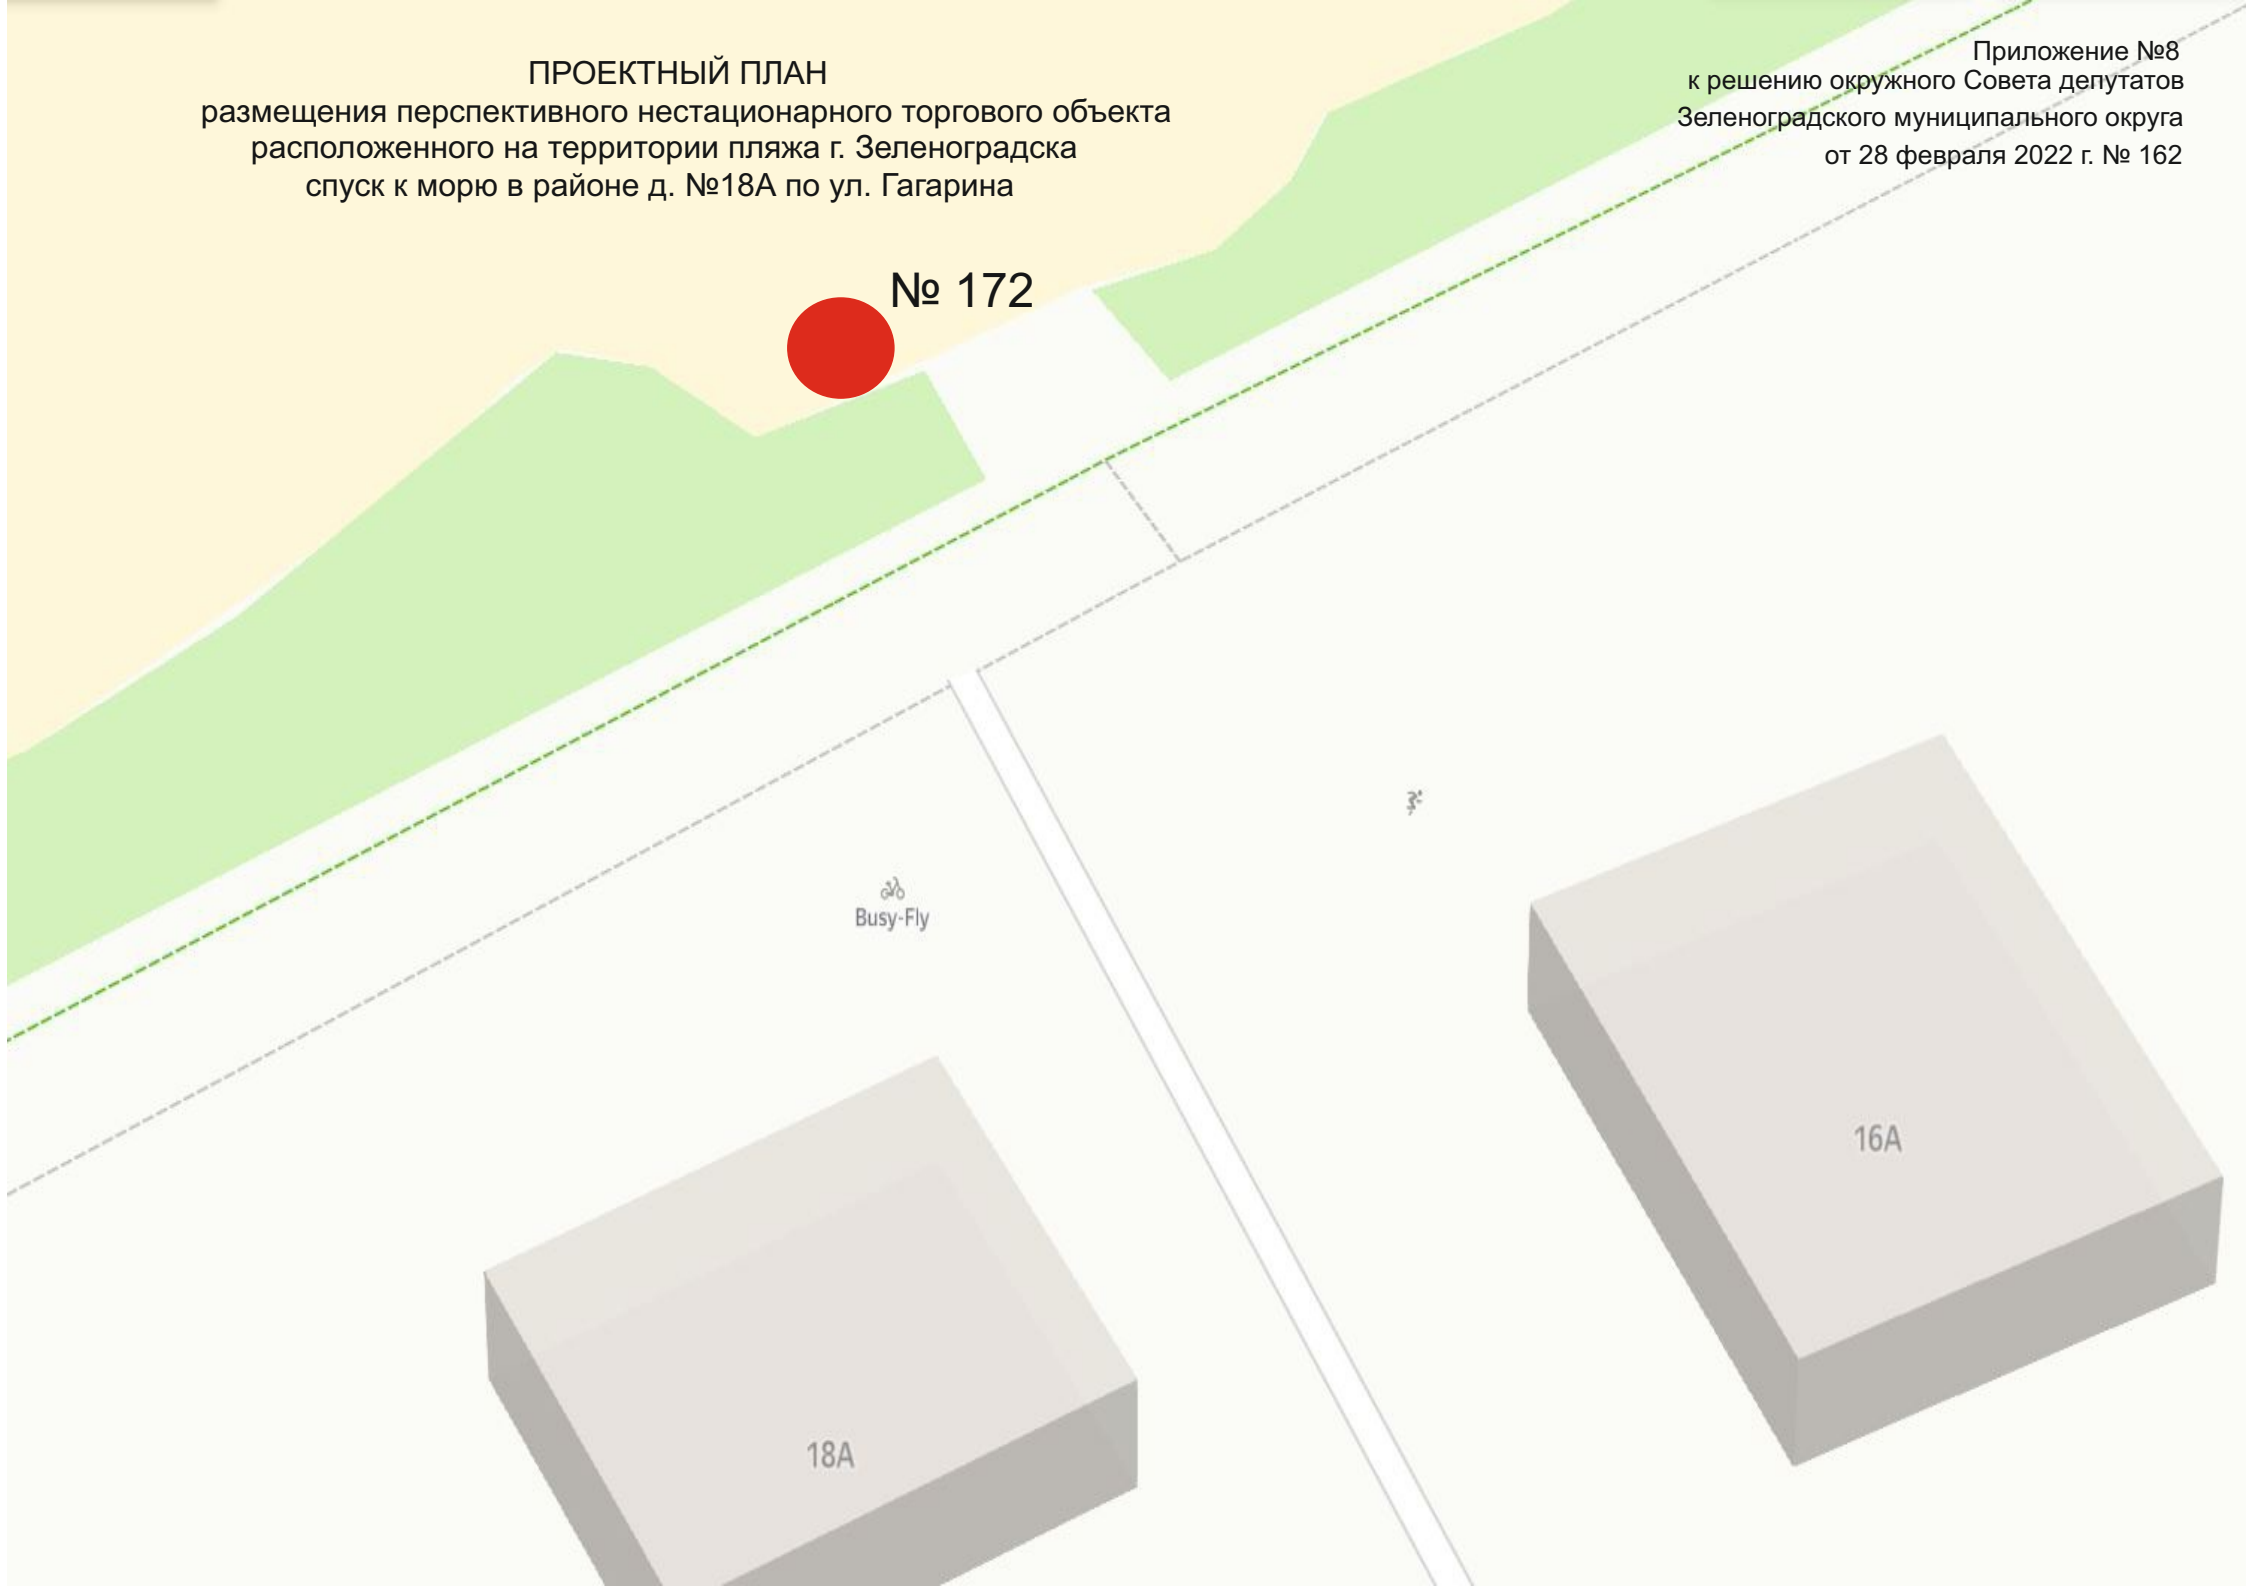 ПРОЕКТНЫЙ ПЛАН
размещения перспективного нестационарного торгового объекта
расположенного на территории пляжа г. Зеленоградска
спуск к морю в районе д. №18А по ул. Гагарина
Приложение №8
к решению окружного Совета депутатов
Зеленоградского муниципального округа
от 28 февраля 2022 г. № 162
№ 172
Busy-Fly
16А
18А